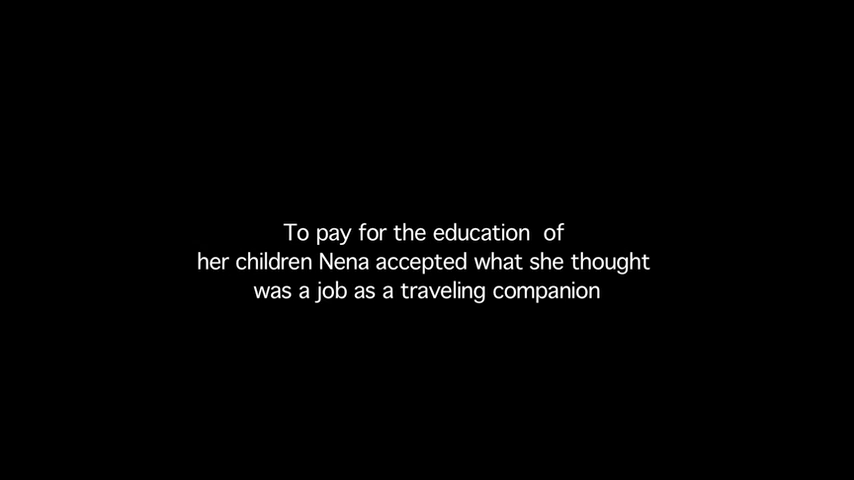 To pay for the education  of
her children Nena accepted what she thought
was a job as a traveling companion